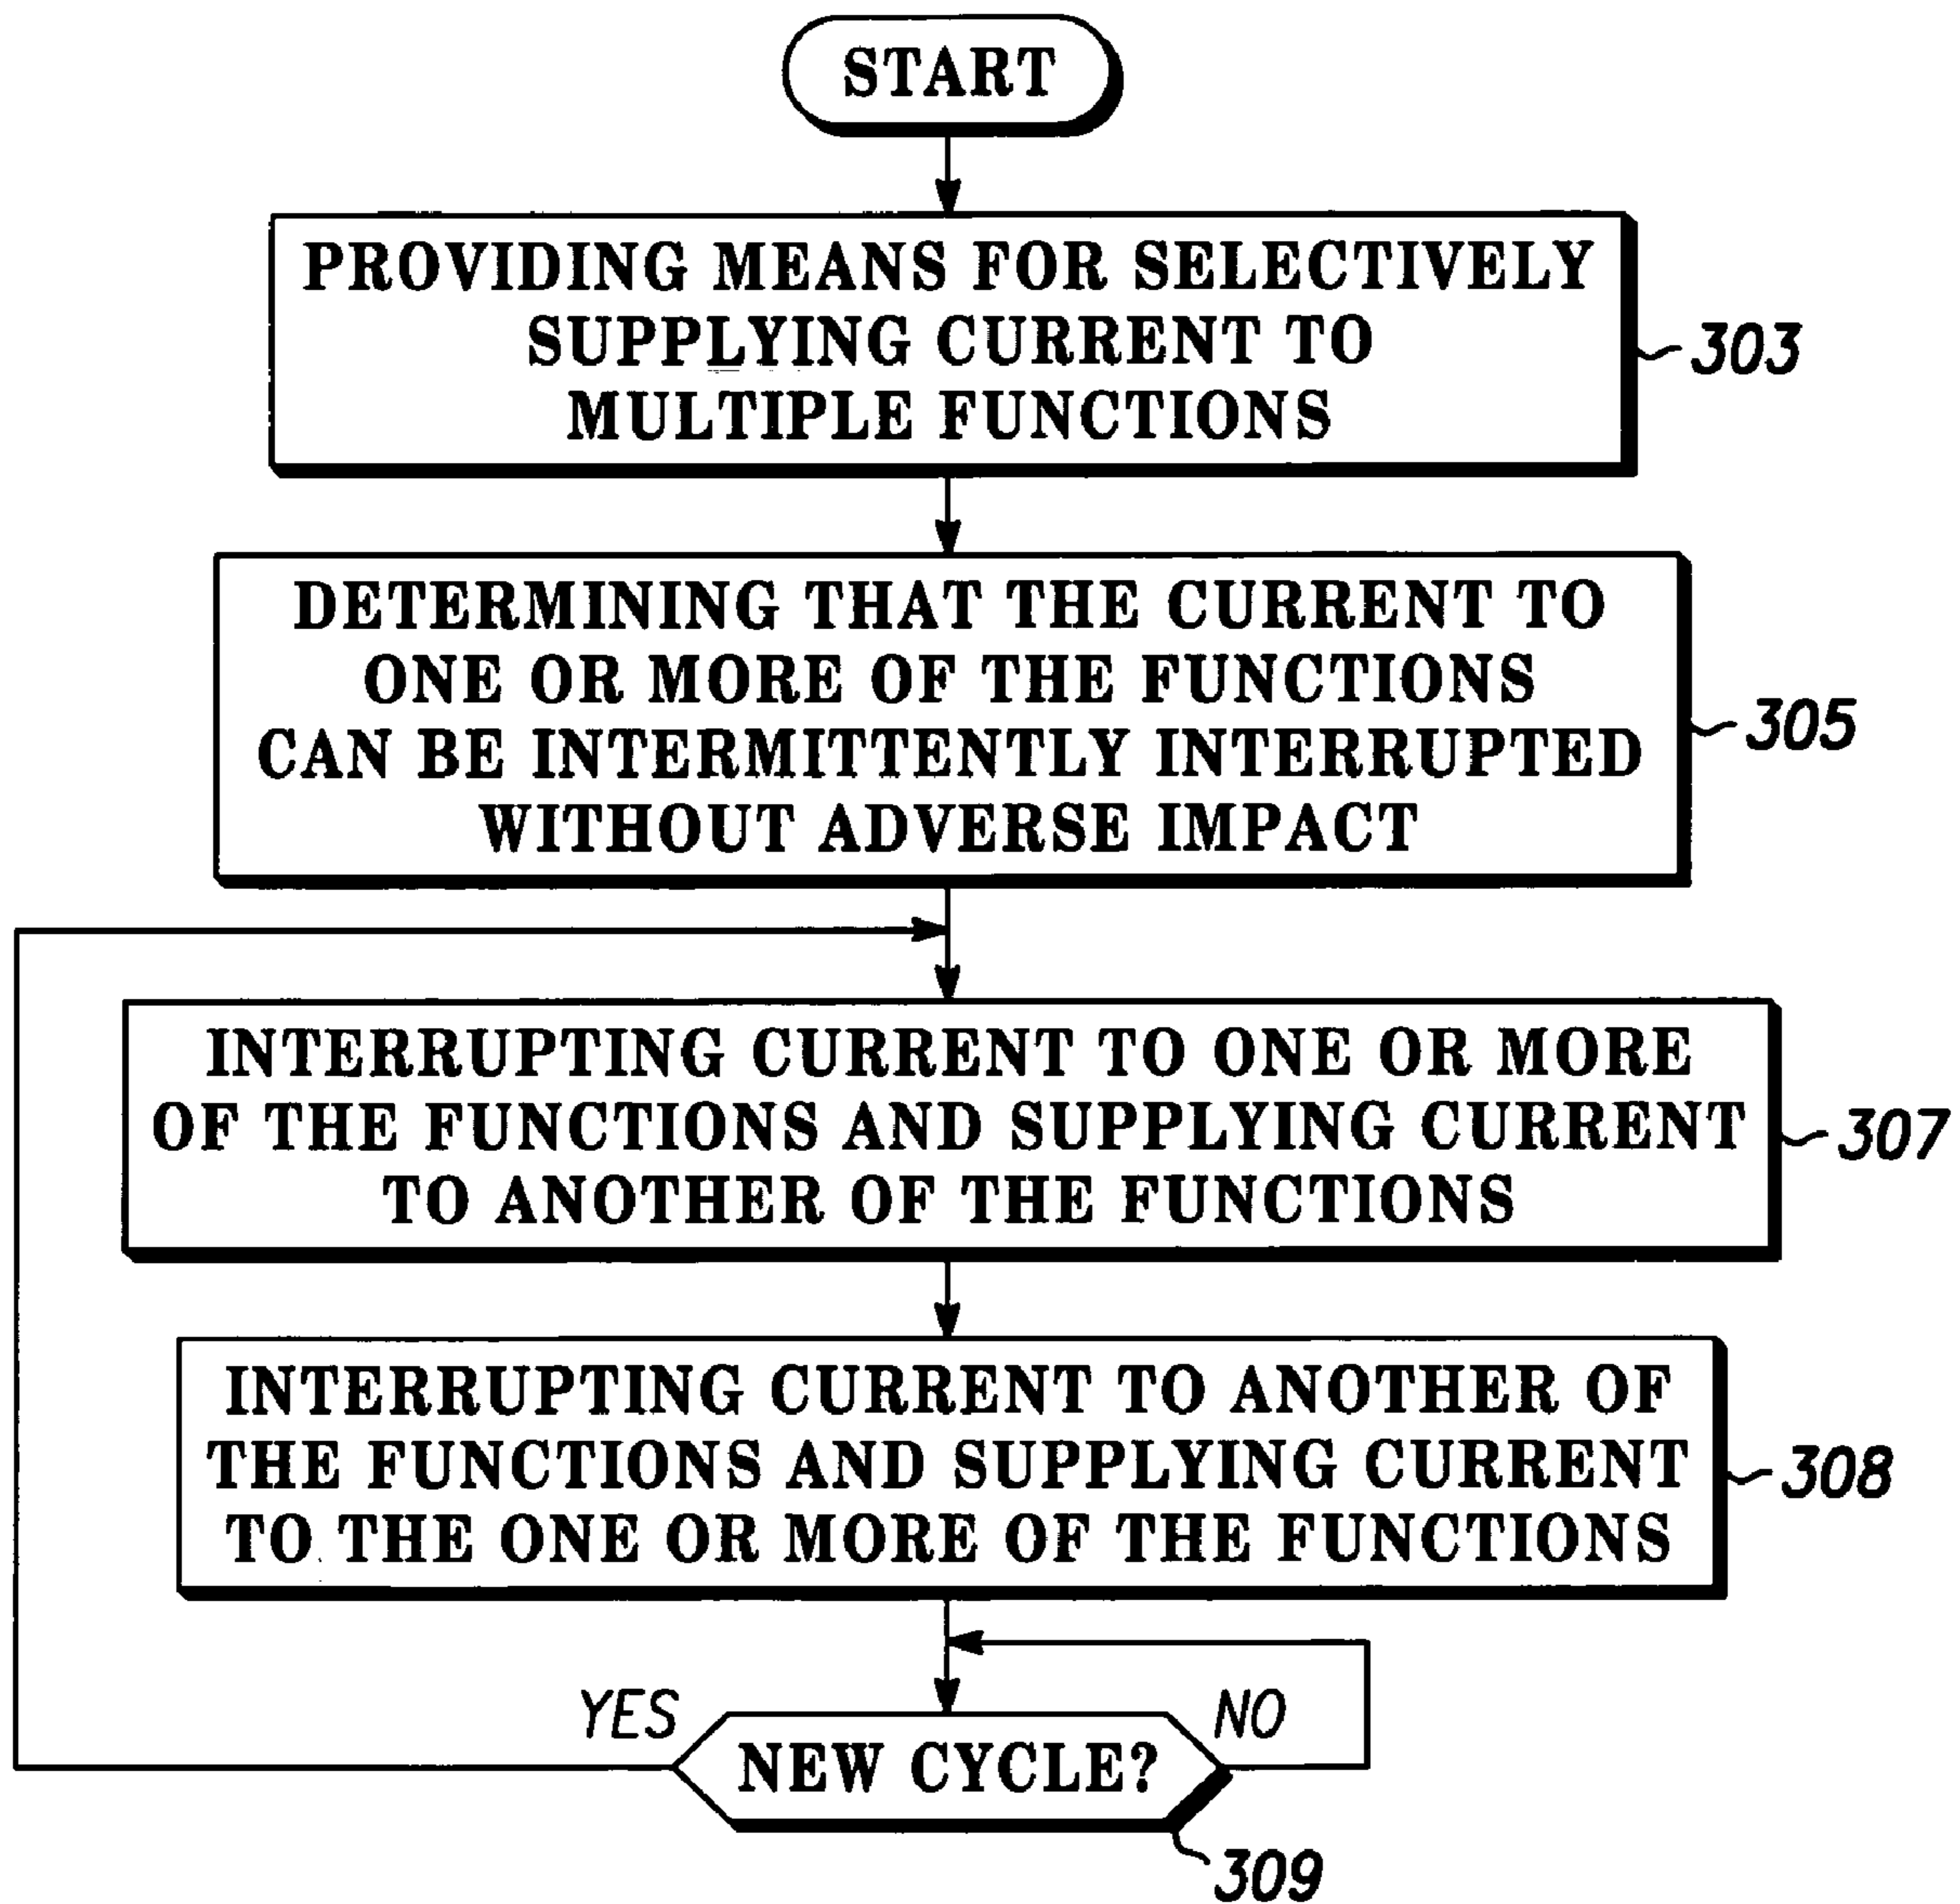 START
PROVIDING MEANS FOR SELECTIVELY
SUPPLYING CURRENT TO
MULTIPLE FUNCTIONS
303
DETERMINING THAT THE CURRENT TO
ONE OR MORE OF THE FUNCTIONS
CAN BE INTERMITTENTLY INTERRUPTED
WITHOUT ADVERSE IMPACT
305
INTERRUPTING CURRENT TO ONE OR MORE
OF THE FUNCTIONS AND SUPPLYING CURRENT
TO ANOTHER OF THE FUNCTIONS
307
INTERRUPTING CURRENT TO ANOTHER OF
THE FUNCTIONS AND SUPPLYING CURRENT
TO THE ONE OR MORE OF THE FUNCTIONS
308
YES
NO
NEW CYCLE?
309